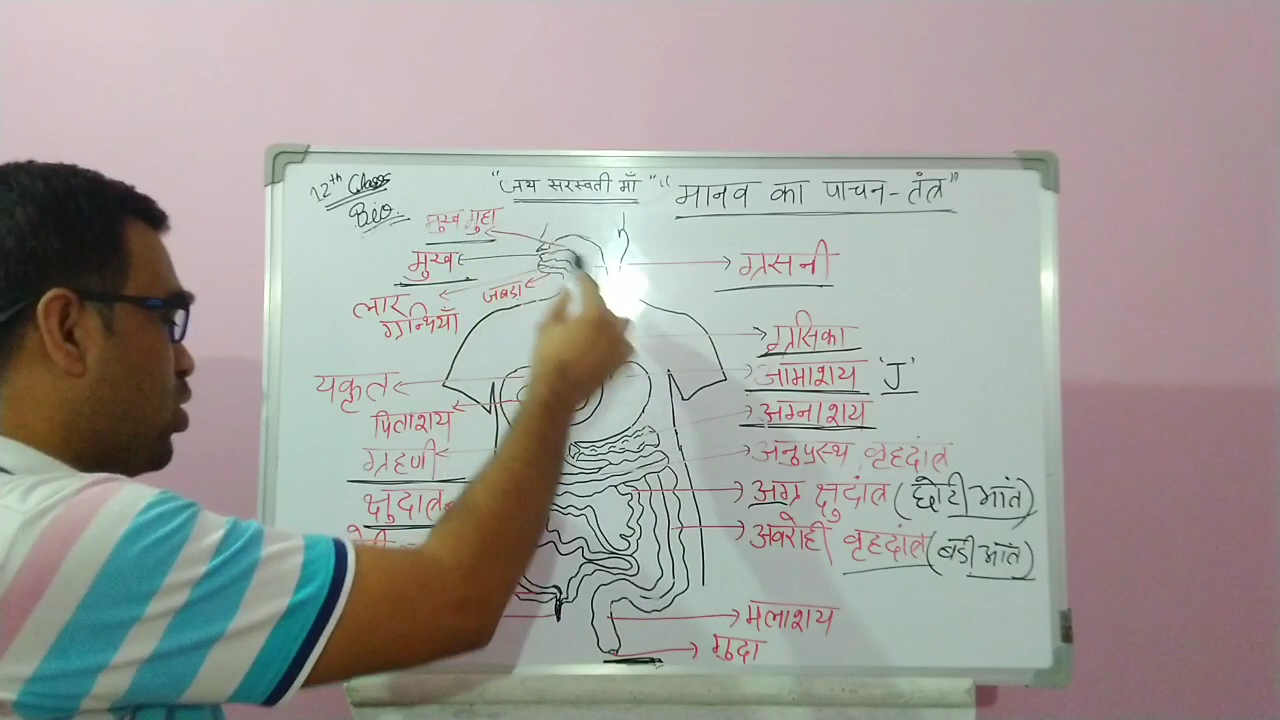 12th Class
Bio.
"जय सरस्वती माँ"
"मानव का पाचन-तंत्र"
मुख गुहा
मुख
लार
ग्रन्थियाँ
जबडा
यकृत
पिताशय
ग्रहणी
क्षुदात्र
ग्रसनी
ग्रसिका
आमाशय 'J'
अग्नाशय
अनुप्रस्थ वृहदांत्र
अग्र क्षुदांत्र (छोटी आंत)
अवरोही वृहदांत्र (बडी आंत)
मलाशय
गुदा